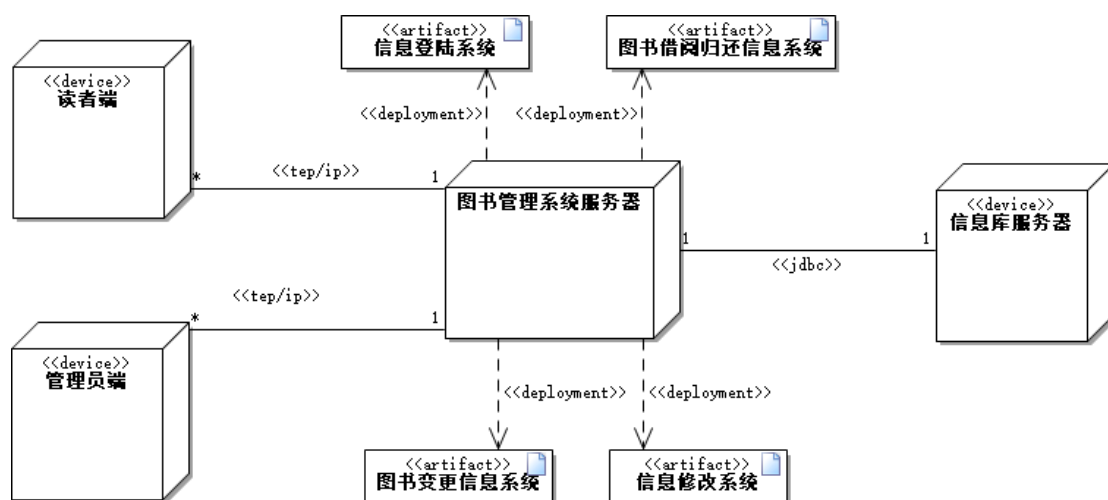 <<artifact>>
信息登陆系统
<<artifact>>
图书借阅归还信息系统
<<device>>
读者端
<<deployment>>
<<deployment>>
<<tep/ip>>
*
1
图书管理系统服务器
<<device>>
信息库服务器
1
1
<<jdbc>>
<<tep/ip>>
*
1
<<device>>
管理员端
<<deployment>>
<<deployment>>
<<artifact>>
图书变更信息系统
<<artifact>>
信息修改系统